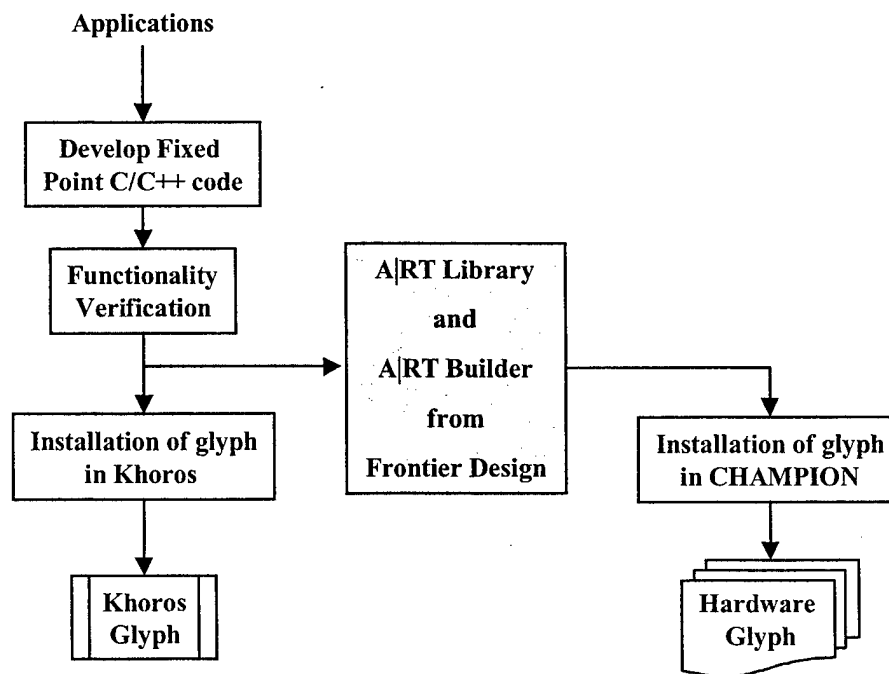 Applications
Develop Fixed
Point C/C++ code
Functionality
Verification
A|RT Library
and
A|RT Builder
from
Frontier Design
Installation of glyph
in Khoros
Installation of glyph
in CHAMPION
Khoros
Glyph
Hardware
Glyph